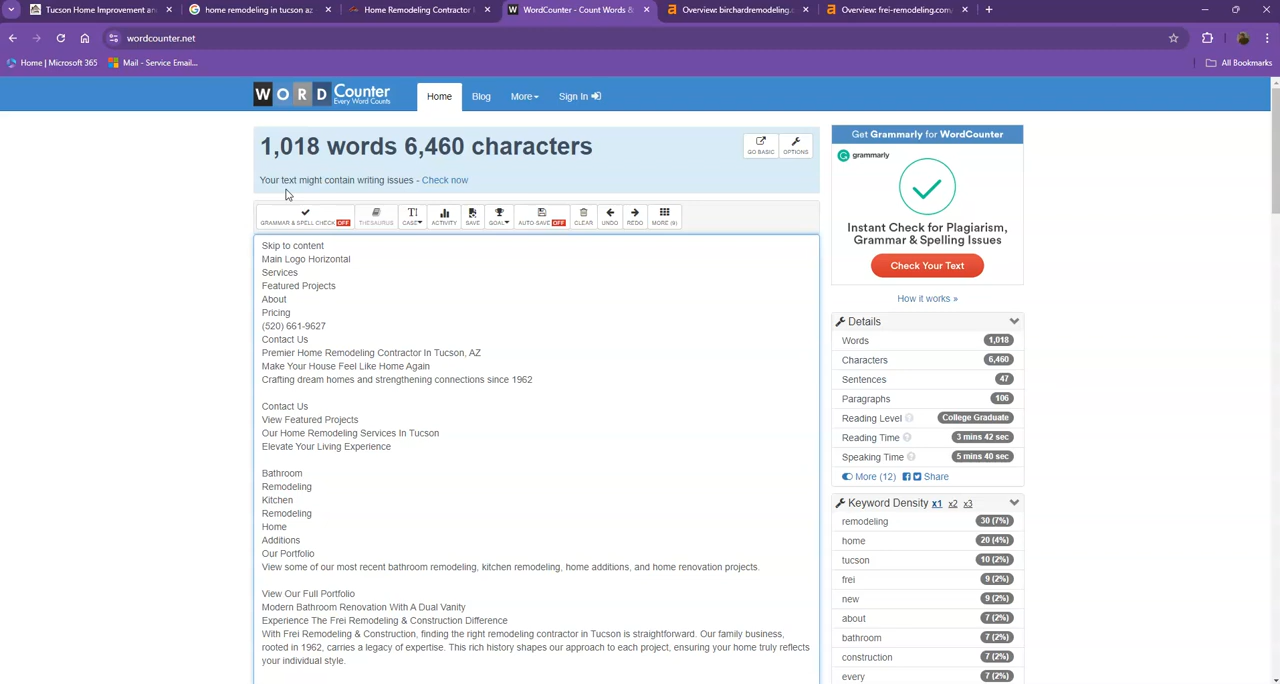 Tucson Home Improvement an
home remodeling in tucson az
Home Remodeling Contractor I
WordCounter - Count Words &
Overview: birchardremodeling.c
Overview: frei-remodeling.com
wordcounter.net
Home | Microsoft 365
Mail - Service Email...
All Bookmarks
WORD Counter
Every Word Counts
Home
Blog
More
Sign In
1,018 words 6,460 characters
GO BASIC
OPTIONS
Your text might contain writing issues - Check now
GRAMMAR & SPELL CHECK OFF
THESAURUS
T!
CASE
ACTIVITY
SAVE
GOAL
AUTO SAVE OFF
CLEAR
UNDO
REDO
MORE (9)
Skip to content
Main Logo Horizontal
Services
Featured Projects
About
Pricing
(520) 661-9627
Contact Us
Premier Home Remodeling Contractor In Tucson, AZ
Make Your House Feel Like Home Again
Crafting dream homes and strengthening connections since 1962
Contact Us
View Featured Projects
Our Home Remodeling Services In Tucson
Elevate Your Living Experience
Bathroom
Remodeling
Kitchen
Remodeling
Home
Additions
Our Portfolio
View some of our most recent bathroom remodeling, kitchen remodeling, home additions, and home renovation projects.
View Our Full Portfolio
Modern Bathroom Renovation With A Dual Vanity
Experience The Frei Remodeling & Construction Difference
With Frei Remodeling & Construction, finding the right remodeling contractor in Tucson is straightforward. Our family business,
rooted in 1962, carries a legacy of expertise. This rich history shapes our approach to each project, ensuring your home truly reflects
your individual style.
Get Grammarly for WordCounter
grammarly
Instant Check for Plagiarism,
Grammar & Spelling Issues
Check Your Text
How it works »
Details
Words 1,018
Characters 6,460
Sentences 47
Paragraphs 106
Reading Level College Graduate
Reading Time 3 mins 42 sec
Speaking Time 5 mins 40 sec
More (12) Share
Keyword Density x1 x2 x3
remodeling 30 (7%)
home 20 (4%)
tucson 10 (2%)
frei 9 (2%)
new 9 (2%)
about 7 (2%)
bathroom 7 (2%)
construction 7 (2%)
every 7 (2%)